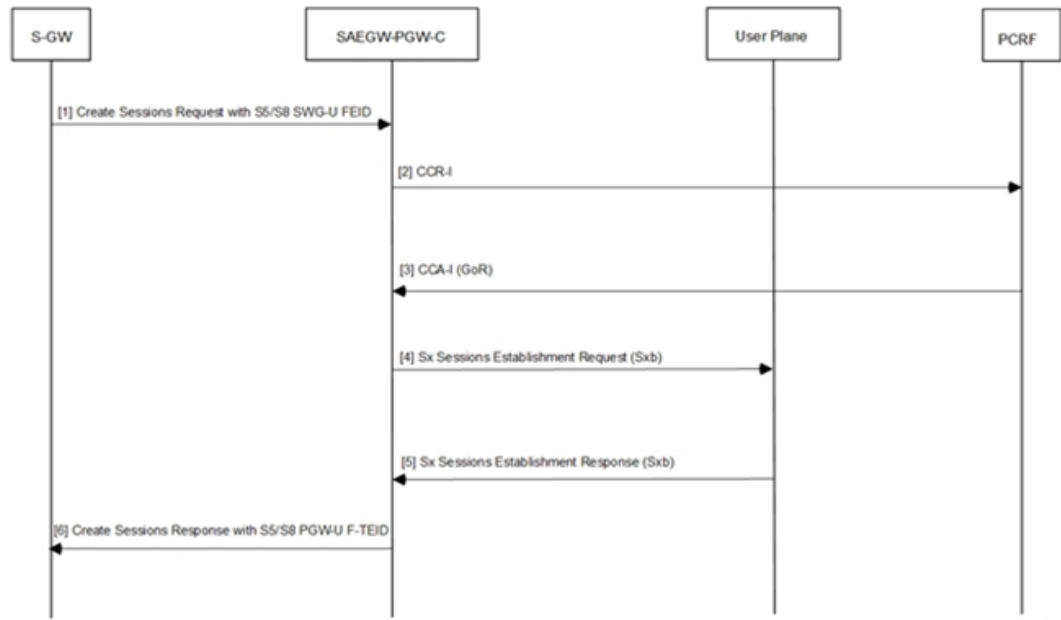 S-GW
SAEGW-PGW-C
User Plane
PCRF
[1] Create Sessions Request with S5/S8 SWG-U FEID
[2] CCR-I
[3] CCA-I (GoR)
[4] Sx Sessions Establishment Request (Sxb)
[5] Sx Sessions Establishment Response (Sxb)
[6] Create Sessions Response with S5/S8 PGW-U F-TEID